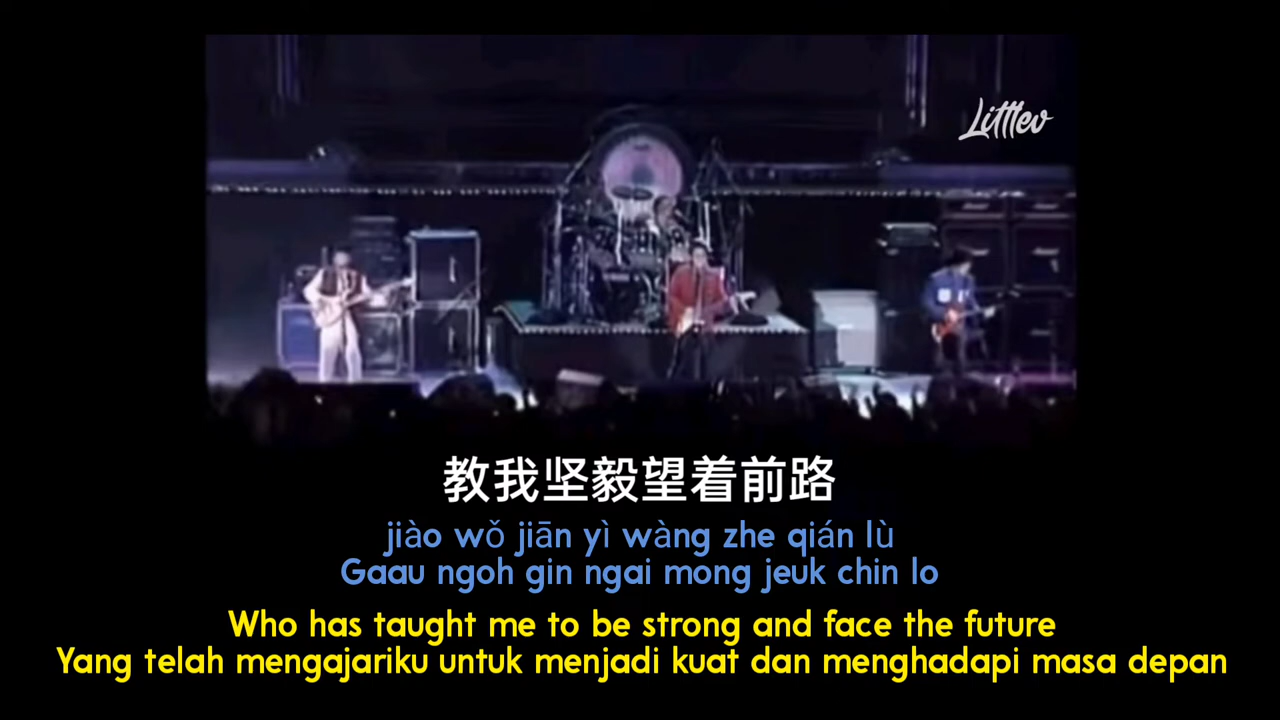 Littlev
教我坚毅望着前路
jiào wǒ jiān yì wàng zhe qián lù
Gaau ngoh gin ngai mong jeuk chin lo
Who has taught me to be strong and face the future
Yang telah mengajariku untuk menjadi kuat dan menghadapi masa depan